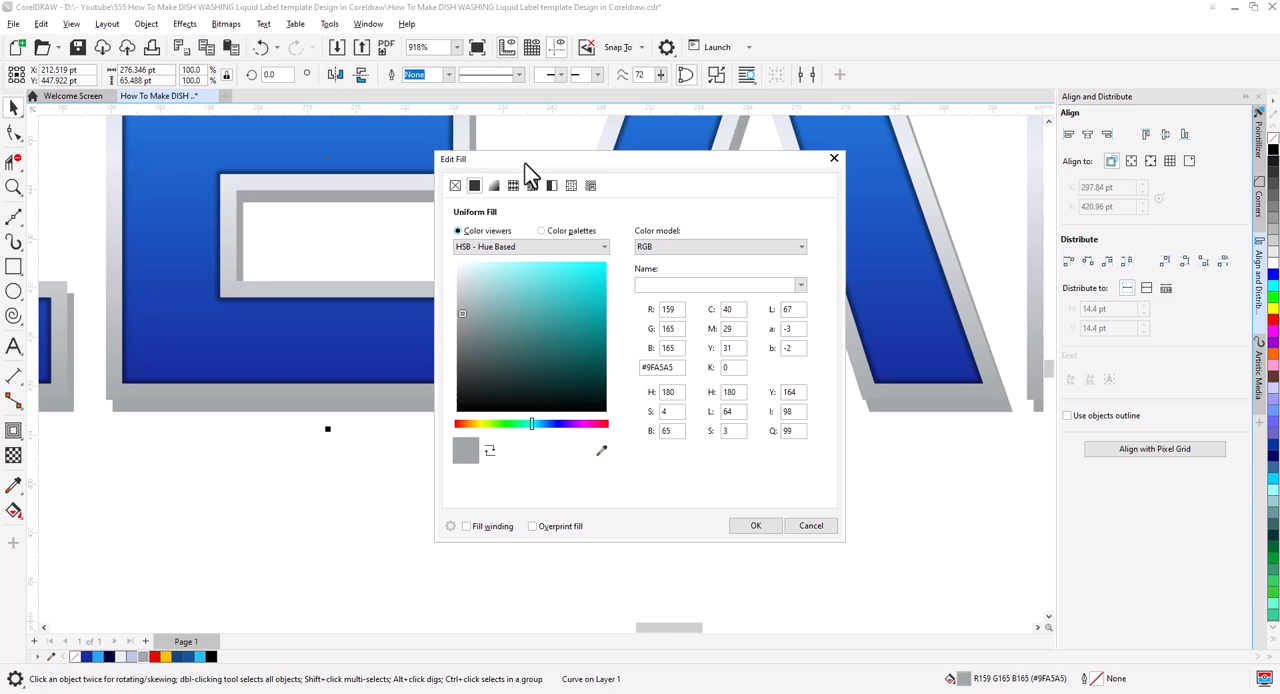 CorelDRAW - D:\- Youtube\555 How To Make DISH WASHING Liquid Label template Design in Coreldraw\How To Make DISH WASHING Liquid Label template Design in Coreldraw.cdr*
File Edit View Layout Object Effects Bitmaps Text Table Tools Window Help
PDF 918% Snap To Launch
X: 212.519 pt 276.346 pt 100.0 %
Y: 447.922 pt 65.488 pt 100.0 % 0.0 None 72
Welcome Screen How To Make DISH ..*
Align and Distribute
Align
Align to:
X: 297.84 pt
Y: 420.96 pt
Distribute
Distribute to:
H: 14.4 pt
V: 14.4 pt
Text
Use objects outline
Align with Pixel Grid
Pointillizer
Corners
Align and Distrib...
Artistic Media
Edit Fill
Uniform Fill
Color viewers Color palettes
HSB - Hue Based
Color model:
RGB
Name:
R: 159 C: 40 L: 67
G: 165 M: 29 a: -3
B: 165 Y: 31 b: -2
#9FA5A5 K: 0
H: 180 H: 180 Y: 164
S: 4 L: 64 I: 98
B: 65 S: 3 Q: 99
Fill winding Overprint fill OK Cancel
1 of 1 Page 1
Click an object twice for rotating/skewing; dbl-clicking tool selects all objects; Shift+click multi-selects; Alt+click digs; Ctrl+click selects in a group Curve on Layer 1 R159 G165 B165 (#9FA5A5) None